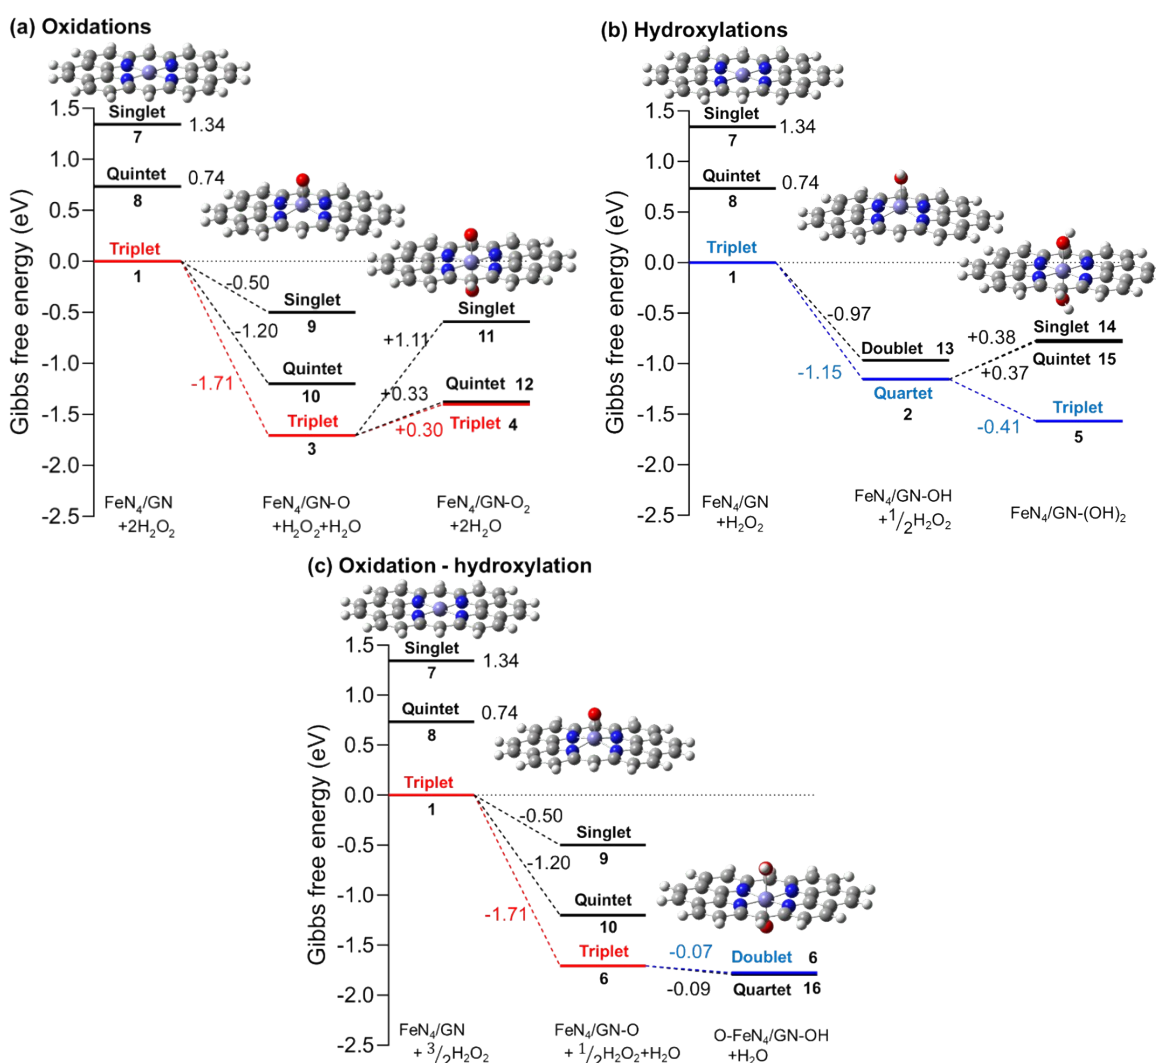 (a) Oxidations
1.5
1.0
0.5
0.0
-0.5
-1.0
-1.5
-2.0
-2.5
Gibbs free energy (eV)
Singlet
7
1.34
Quintet
8
0.74
Triplet
1
-0.50
-1.20
-1.71
Singlet
9
Quintet
10
Triplet
3
+1.11
+0.33
+0.30
Singlet
11
Quintet 12
Triplet 4
FeN₄/GN
+2H₂O₂
FeN₄/GN-O
+H₂O₂+H₂O
FeN₄/GN-O₂
+2H₂O
(b) Hydroxylations
1.5
1.0
0.5
0.0
-0.5
-1.0
-1.5
-2.0
-2.5
Gibbs free energy (eV)
Singlet
7
1.34
Quintet
8
0.74
Triplet
1
-0.97
-1.15
Doublet 13
Quartet
2
+0.38
+0.37
-0.41
Singlet 14
Quintet 15
Triplet
5
FeN₄/GN
+H₂O₂
FeN₄/GN-OH
+1/2H₂O₂
FeN₄/GN-(OH)₂
(c) Oxidation - hydroxylation
1.5
1.0
0.5
0.0
-0.5
-1.0
-1.5
-2.0
-2.5
Gibbs free energy (eV)
Singlet
7
1.34
Quintet
8
0.74
Triplet
1
-0.50
-1.20
-1.71
Singlet
9
Quintet
10
Triplet
6
-0.07
-0.09
Doublet 6
Quartet 16
FeN₄/GN
+ 3/2H₂O₂
FeN₄/GN-O
+ 1/2H₂O₂+H₂O
O-FeN₄/GN-OH
+H₂O